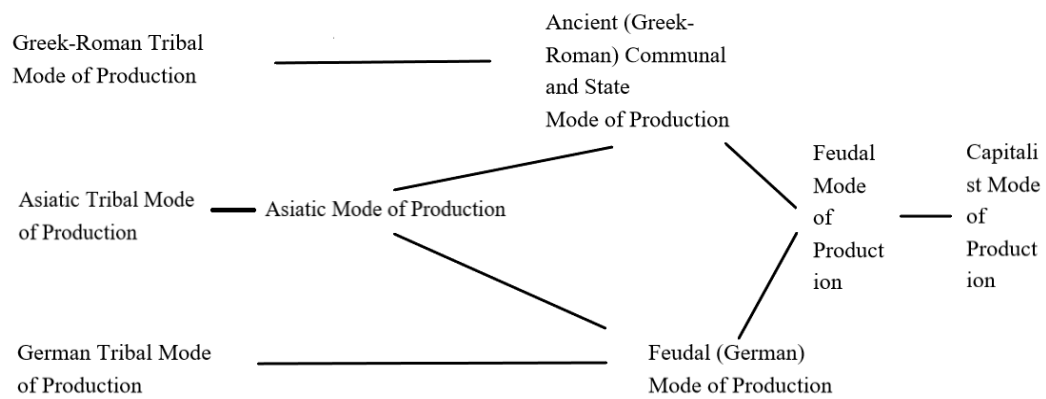 Greek-Roman Tribal
Mode of Production
Ancient (Greek-
Roman) Communal
and State
Mode of Production
Asiatic Tribal Mode
of Production
Asiatic Mode of Production
Feudal
Mode
of
Product
ion
Capitali
st Mode
of
Product
ion
German Tribal Mode
of Production
Feudal (German)
Mode of Production